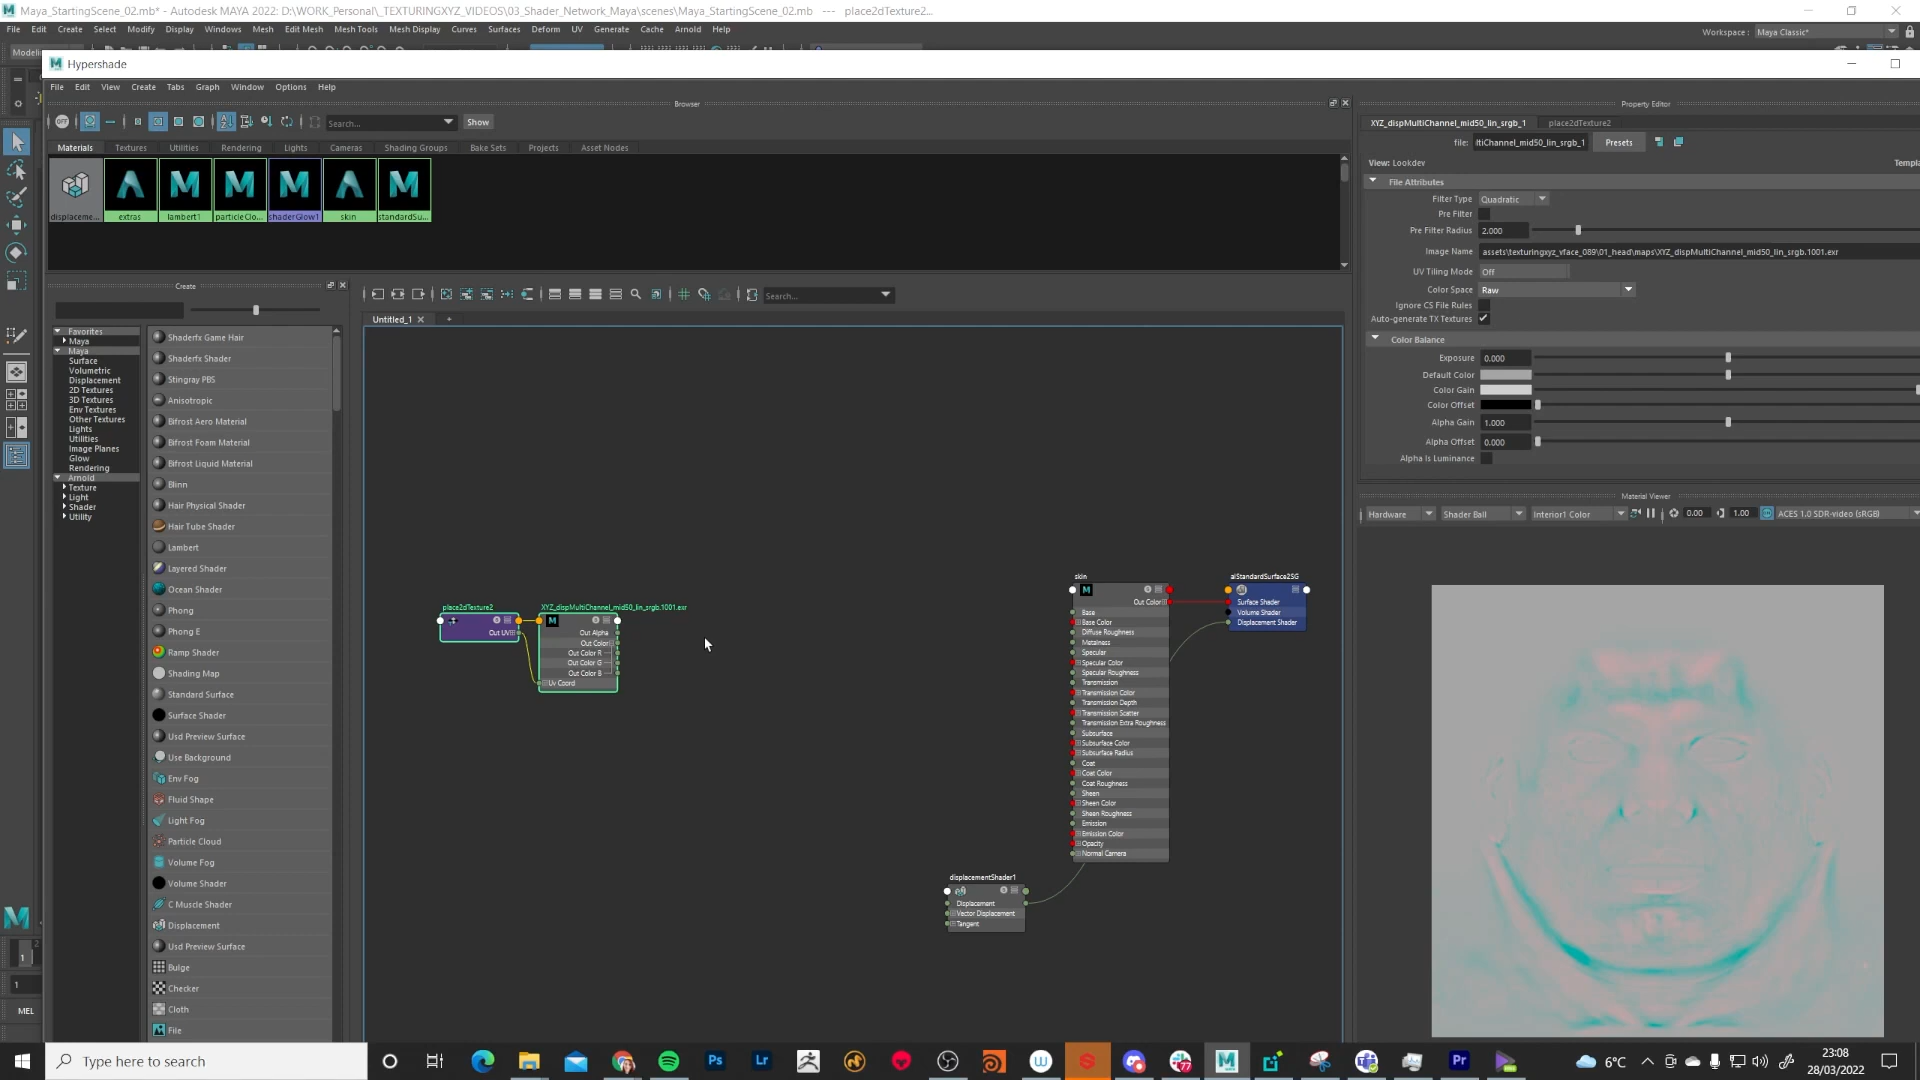 Maya_StartingScene_02.mb* - Autodesk MAYA 2022: D:\WORK_Personal\_TEXTURINGXYZ_VIDEOS\03_Shader_Network_Maya\scenes\Maya_StartingScene_02.mb --- place2dTexture2...
File Edit Create Select Modify Display Windows Mesh Edit Mesh Mesh Tools Mesh Display Curves Surfaces Deform UV Generate Cache Arnold Help
Workspace : Maya Classic*
Hypershade
File Edit View Create Tabs Graph Window Options Help
Browser
Search...
Show
Materials Textures Utilities Rendering Lights Cameras Shading Groups Bake Sets Projects Asset Nodes
displaceme... extras lambert1 particleClo... shaderGlow1 skin standardSu...
Property Editor
XYZ_dispMultiChannel_mid50_lin_srgb_1 place2dTexture2
file: ltiChannel_mid50_lin_srgb_1 Presets
View: Lookdev
File Attributes
Filter Type Quadratic
Pre Filter
Pre Filter Radius 2.000
Image Name assets\texturingxyz_vface_089\01_head\maps\XYZ_dispMultiChannel_mid50_lin_srgb.1001.exr
UV Tiling Mode Off
Color Space Raw
Ignore CS File Rules
Auto-generate TX Textures
Color Balance
Exposure 0.000
Default Color
Color Gain
Color Offset
Alpha Gain 1.000
Alpha Offset 0.000
Alpha Is Luminance
Material Viewer
Hardware Shader Ball Interior1 Color 0.00 1.00 ACES 1.0 SDR-video (sRGB)
Create
Favorites
Maya
Maya
Surface
Volumetric
Displacement
2D Textures
3D Textures
Env Textures
Other Textures
Lights
Utilities
Image Planes
Glow
Rendering
Arnold
Texture
Light
Shader
Utility
Shaderfx Game Hair
Shaderfx Shader
Stingray PBS
Anisotropic
Bifrost Aero Material
Bifrost Foam Material
Bifrost Liquid Material
Blinn
Hair Physical Shader
Hair Tube Shader
Lambert
Layered Shader
Ocean Shader
Phong
Phong E
Ramp Shader
Shading Map
Standard Surface
Surface Shader
Usd Preview Surface
Use Background
Env Fog
Fluid Shape
Light Fog
Particle Cloud
Volume Fog
Volume Shader
C Muscle Shader
Displacement
Usd Preview Surface
Bulge
Checker
Cloth
File
Search...
Untitled_1
place2dTexture2
Out UV
XYZ_dispMultiChannel_mid50_lin_srgb.1001.exr
Out Alpha
Out Color
Out Color R
Out Color G
Out Color B
Uv Coord
skin
Out Color
Base
Base Color
Diffuse Roughness
Metalness
Specular
Specular Color
Specular Roughness
Transmission
Transmission Color
Transmission Depth
Transmission Scatter
Transmission Extra Roughness
Subsurface
Subsurface Color
Subsurface Radius
Coat
Coat Color
Coat Roughness
Sheen
Sheen Color
Sheen Roughness
Emission
Emission Color
Opacity
Normal Camera
aiStandardSurface2SG
Surface Shader
Volume Shader
Displacement Shader
displacementShader1
Displacement
Vector Displacement
Tangent
1
1
MEL
Type here to search
6°C
23:08
28/03/2022